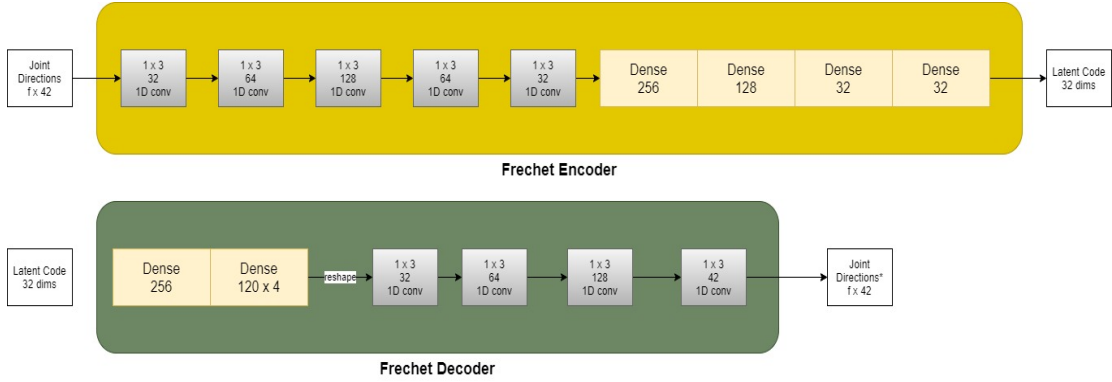 Joint
Directions
f x 42
1 x 3
32
1D conv
1 x 3
64
1D conv
1 x 3
128
1D conv
1 x 3
64
1D conv
1 x 3
32
1D conv
Dense
256
Dense
128
Dense
32
Dense
32
Latent Code
32 dims
Frechet Encoder
Latent Code
32 dims
Dense
256
Dense
120 x 4
reshape
1 x 3
32
1D conv
1 x 3
64
1D conv
1 x 3
128
1D conv
1 x 3
42
1D conv
Joint
Directions*
f x 42
Frechet Decoder